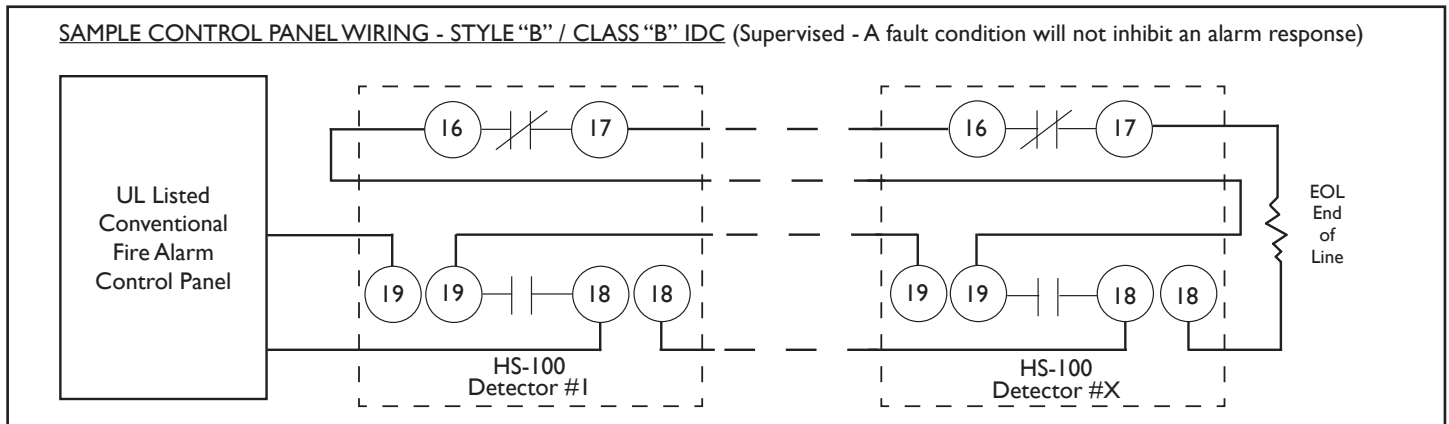 SAMPLE CONTROL PANEL WIRING - STYLE “B” / CLASS “B” IDC (Supervised - A fault condition will not inhibit an alarm response)
UL Listed
Conventional
Fire Alarm
Control Panel
16 17
19 19 18 18
HS-100
Detector #1
16 17
19 19 18 18
HS-100
Detector #X
EOL
End
of
Line